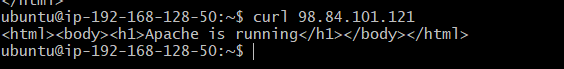 </html>
ubuntu@ip-192-168-128-50:~$ curl 98.84.101.121
<html><body><h1>Apache is running</h1></body></html>
ubuntu@ip-192-168-128-50:~$